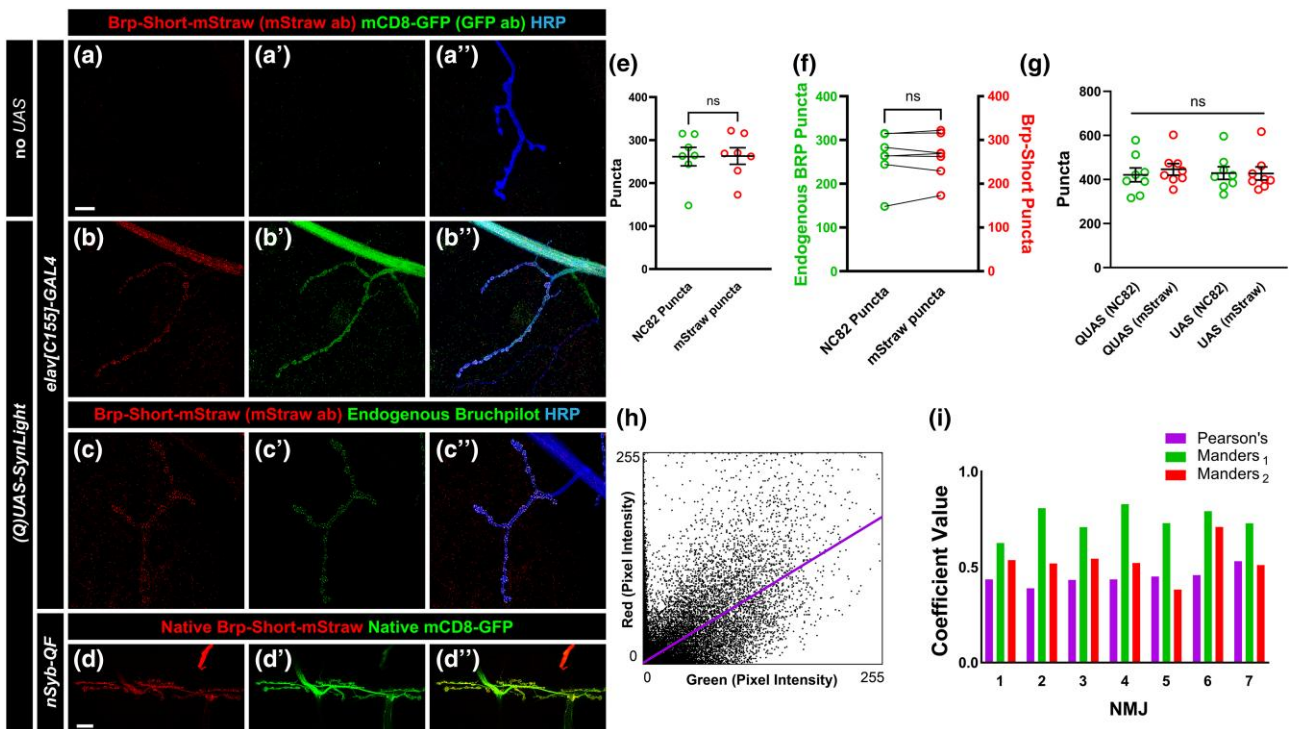 Brp-Short-mStraw (mStraw ab) mCD8-GFP (GFP ab) HRP
no UAS
(Q)UAS-SynLight
elav[C155]-GAL4
nSyb-QF
(a)
(a')
(a'')
(b)
(b')
(b'')
Brp-Short-mStraw (mStraw ab) Endogenous Bruchpilot HRP
(c)
(c')
(c'')
Native Brp-Short-mStraw Native mCD8-GFP
(d)
(d')
(d'')
(e)
ns
Puncta
400
300
200
100
0
NC82 Puncta
mStraw puncta
(f)
ns
Endogenous BRP Puncta
400
300
200
100
0
Brp-Short Puncta
400
300
200
100
0
NC82 Puncta
mStraw puncta
(g)
ns
Puncta
800
600
400
200
0
QUAS (NC82)
QUAS (mStraw)
UAS (NC82)
UAS (mStraw)
(h)
255
Red (Pixel Intensity)
0
0
Green (Pixel Intensity)
255
(i)
Pearson's
Manders 1
Manders 2
Coefficient Value
1.0
0.5
0.0
1 2 3 4 5 6 7
NMJ